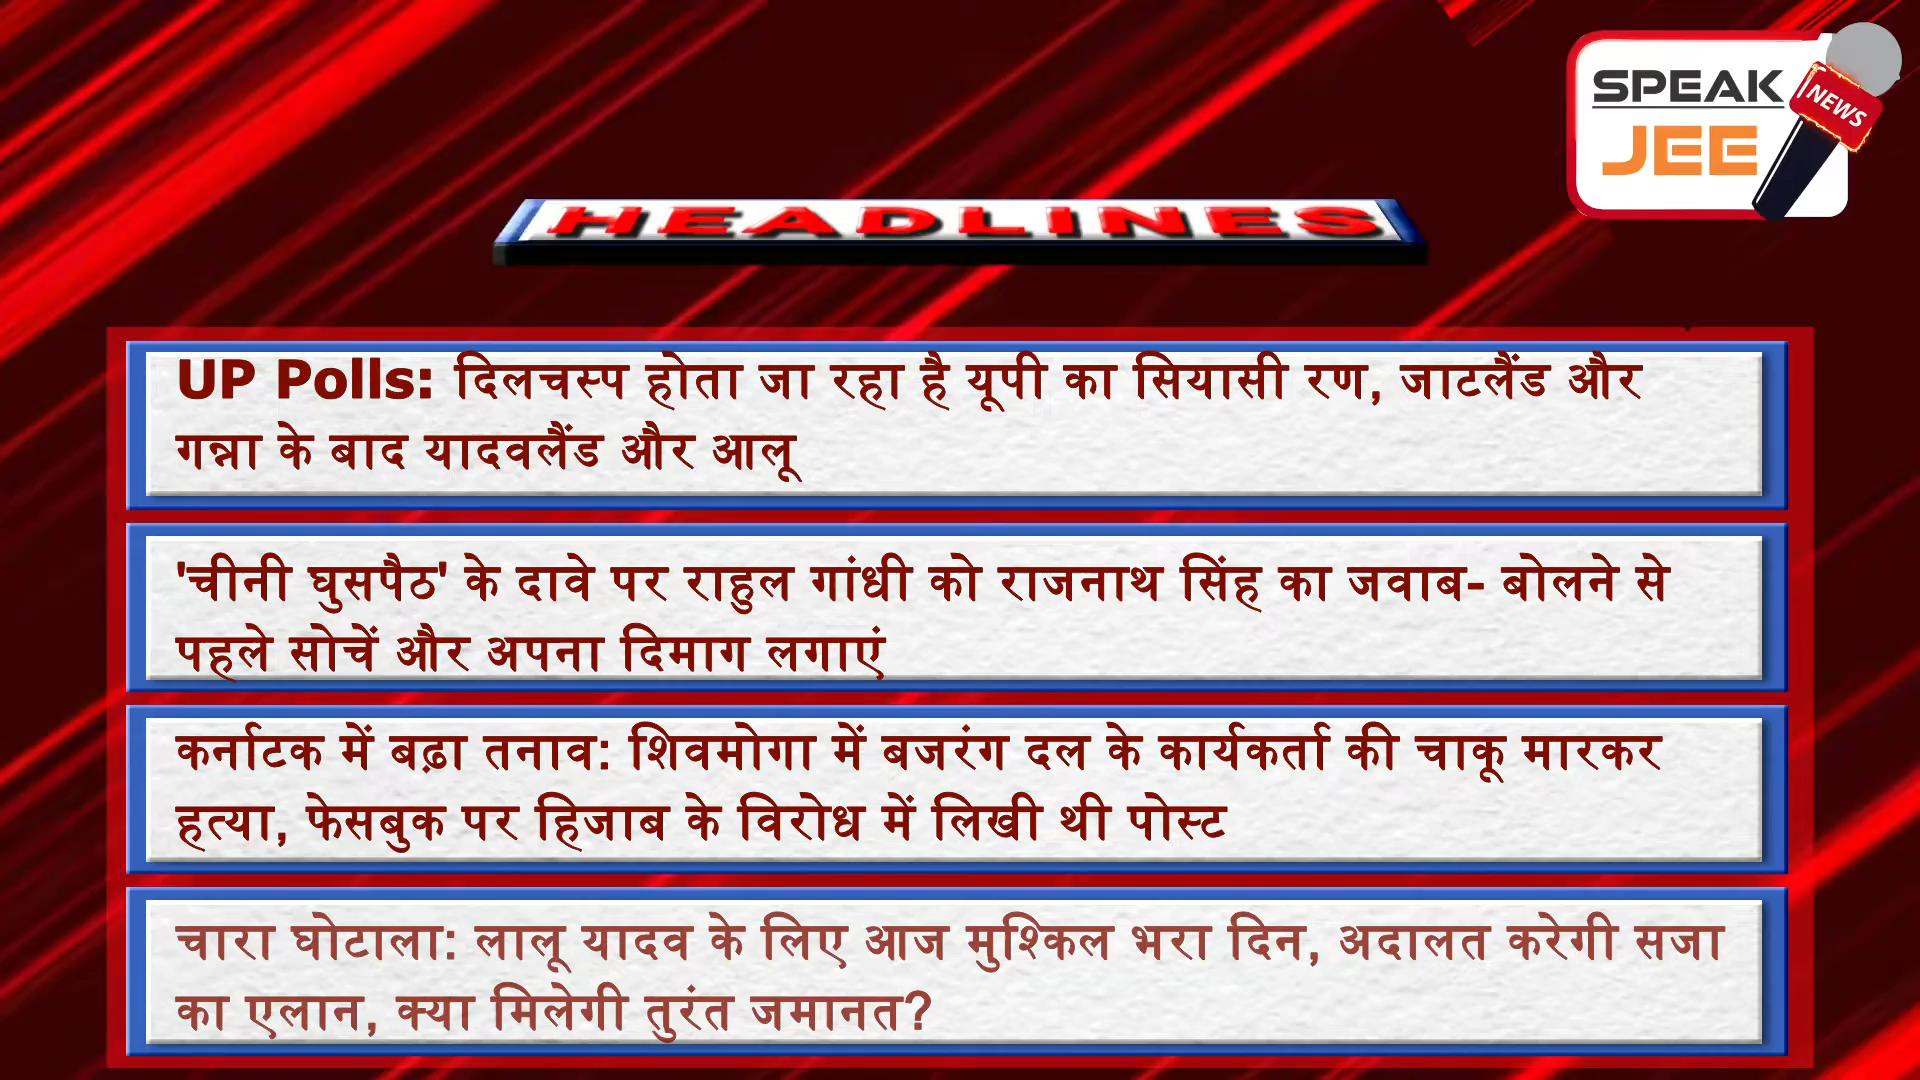 SPEAK
JEE
NEWS
HEADLINES
UP Polls: दिलचस्प होता जा रहा है यूपी का सियासी रण, जाटलैंड और
गन्ना के बाद यादवलैंड और आलू
'चीनी घुसपैठ' के दावे पर राहुल गांधी को राजनाथ सिंह का जवाब- बोलने से
पहले सोचें और अपना दिमाग लगाएं
कर्नाटक में बढ़ा तनाव: शिवमोगा में बजरंग दल के कार्यकर्ता की चाकू मारकर
हत्या, फेसबुक पर हिजाब के विरोध में लिखी थी पोस्ट
चारा घोटाला: लालू यादव के लिए आज मुश्किल भरा दिन, अदालत करेगी सजा
का एलान, क्या मिलेगी तुरंत जमानत?